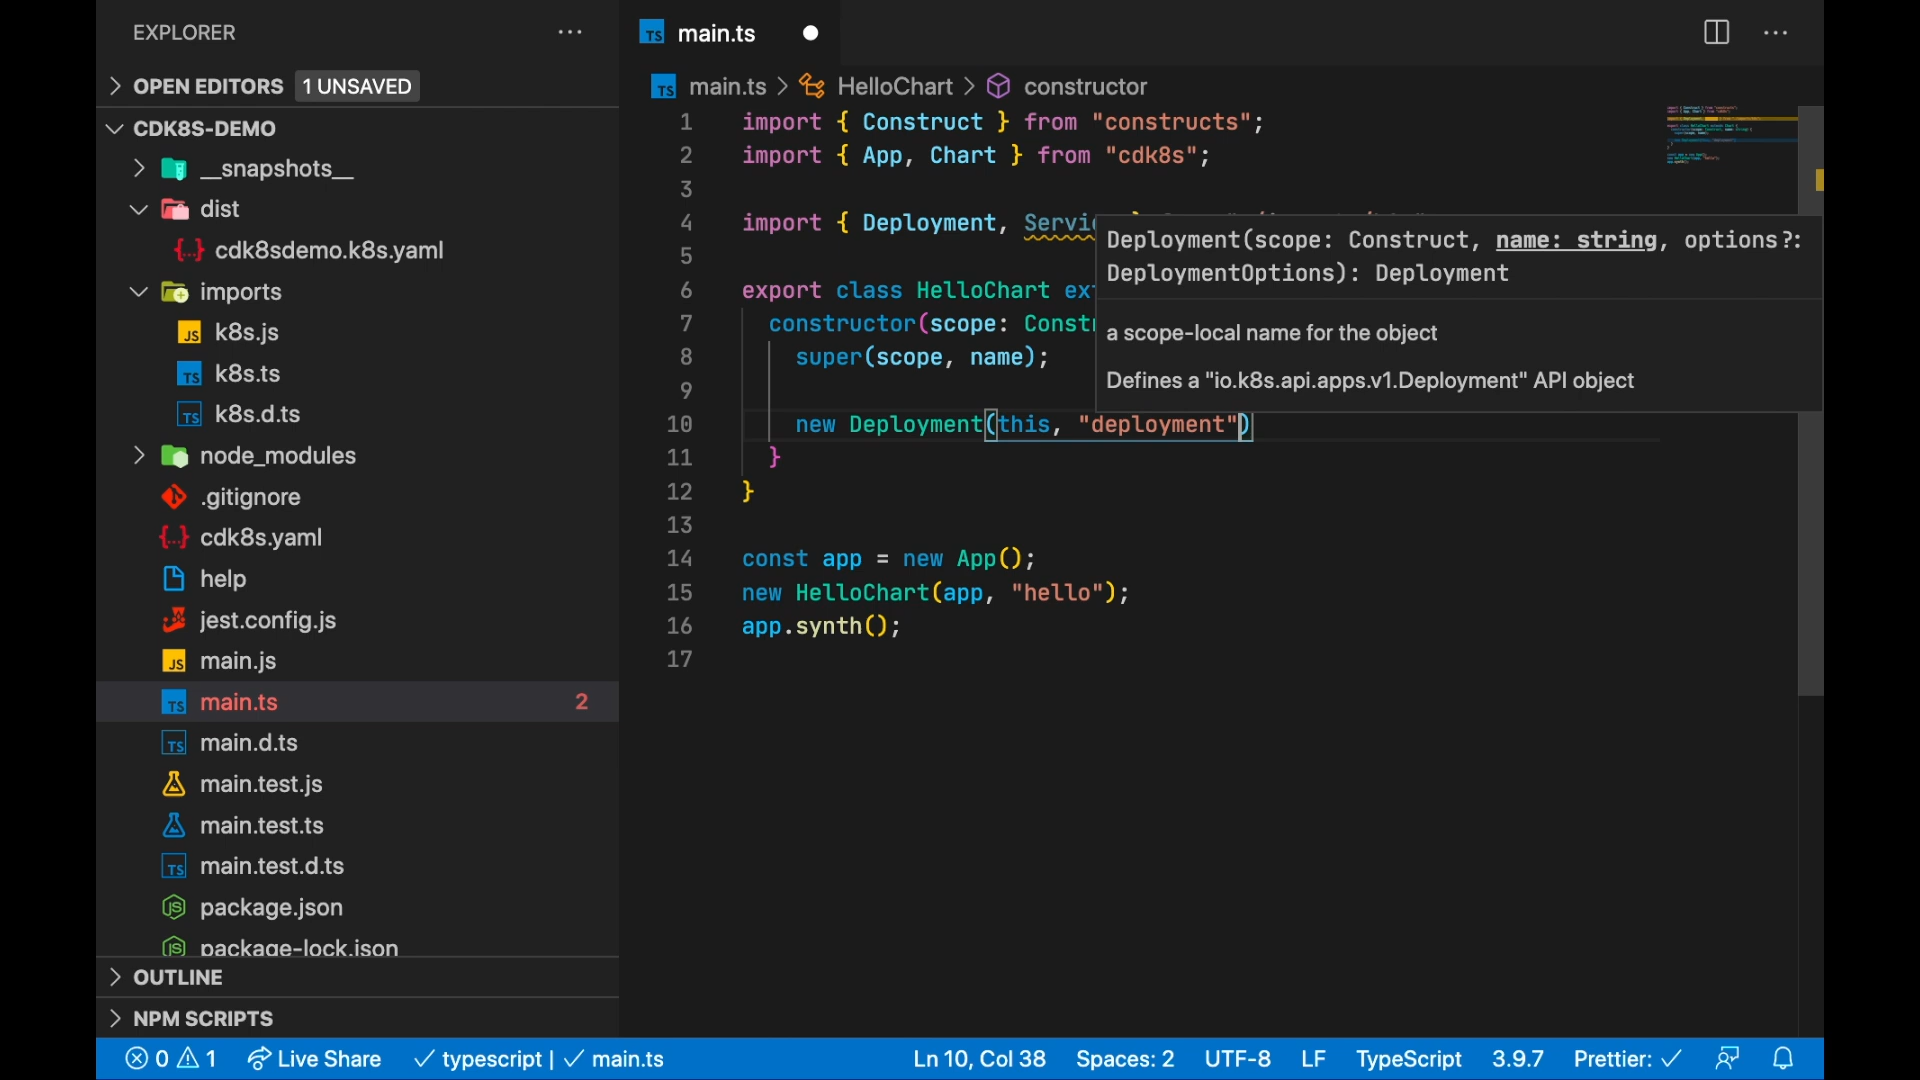 EXPLORER
OPEN EDITORS 1 UNSAVED
CDK8S-DEMO
__snapshots__
dist
cdk8sdemo.k8s.yaml
imports
k8s.js
k8s.ts
k8s.d.ts
node_modules
.gitignore
cdk8s.yaml
help
jest.config.js
main.js
main.ts 2
main.d.ts
main.test.js
main.test.ts
main.test.d.ts
package.json
package-lock.json
OUTLINE
NPM SCRIPTS
main.ts
main.ts > HelloChart > constructor
1 import { Construct } from "constructs";
2 import { App, Chart } from "cdk8s";
3
4 import { Deployment, Servic
5
6 export class HelloChart ext
7 constructor(scope: Constr
8 super(scope, name);
9
10 new Deployment(this, "deployment")
11 }
12 }
13
14 const app = new App();
15 new HelloChart(app, "hello");
16 app.synth();
17
Deployment(scope: Construct, name: string, options?:
DeploymentOptions): Deployment
a scope-local name for the object
Defines a "io.k8s.api.apps.v1.Deployment" API object
0 1 Live Share typescript | main.ts Ln 10, Col 38 Spaces: 2 UTF-8 LF TypeScript 3.9.7 Prettier: